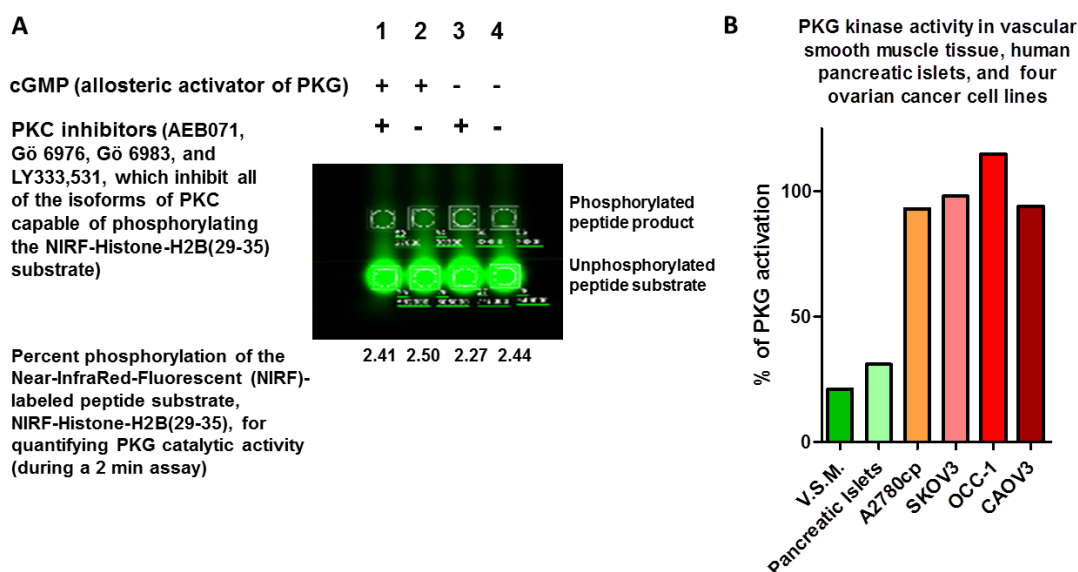 A
1 2 3 4
cGMP (allosteric activator of PKG) + + - -
PKC inhibitors (AEB071, + - + -
Gö 6976, Gö 6983, and
LY333,531, which inhibit all
of the isoforms of PKC
capable of phosphorylating
the NIRF-Histone-H2B(29-35)
substrate)
Phosphorylated
peptide product
Unphosphorylated
peptide substrate
2.41 2.50 2.27 2.44
Percent phosphorylation of the
Near-InfraRed-Fluorescent (NIRF)-
labeled peptide substrate,
NIRF-Histone-H2B(29-35), for
quantifying PKG catalytic activity
(during a 2 min assay)
B
PKG kinase activity in vascular
smooth muscle tissue, human
pancreatic islets, and four
ovarian cancer cell lines
% of PKG activation
100
50
0
V.S.M.
Pancreatic Islets
A2780cp
SKOV3
OCC-1
CAOV3